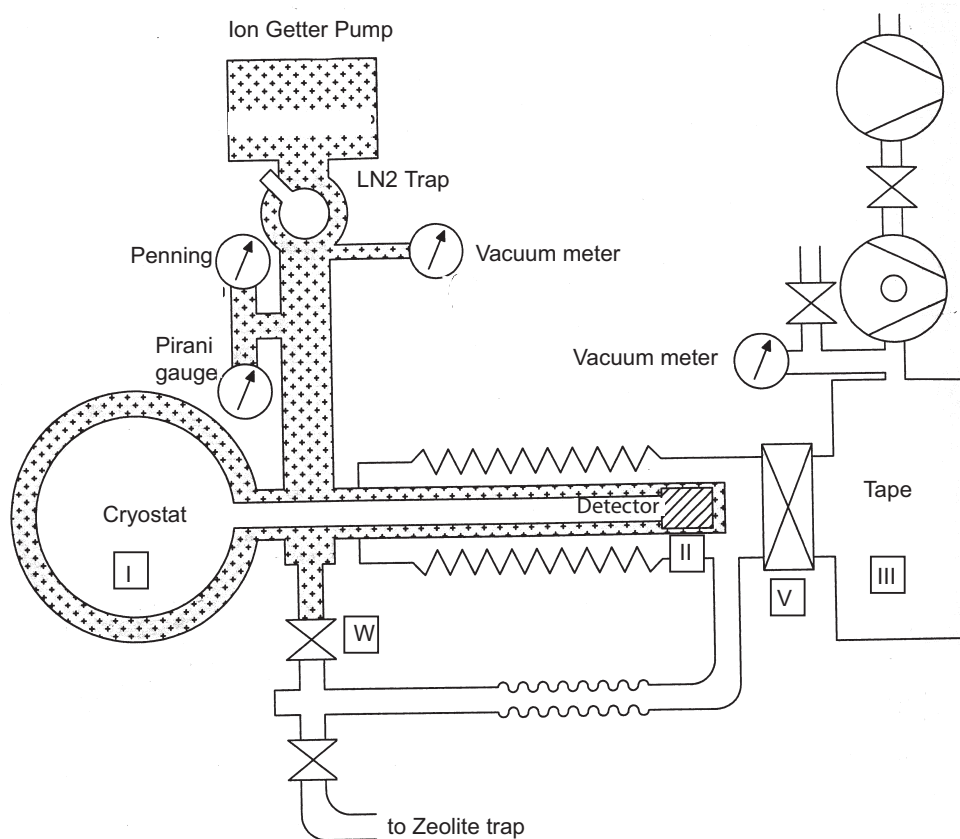 Ion Getter Pump
LN2 Trap
Penning
Vacuum meter
Pirani
gauge
Vacuum meter
Cryostat
Detector
Tape
I
II
III
V
W
to Zeolite trap